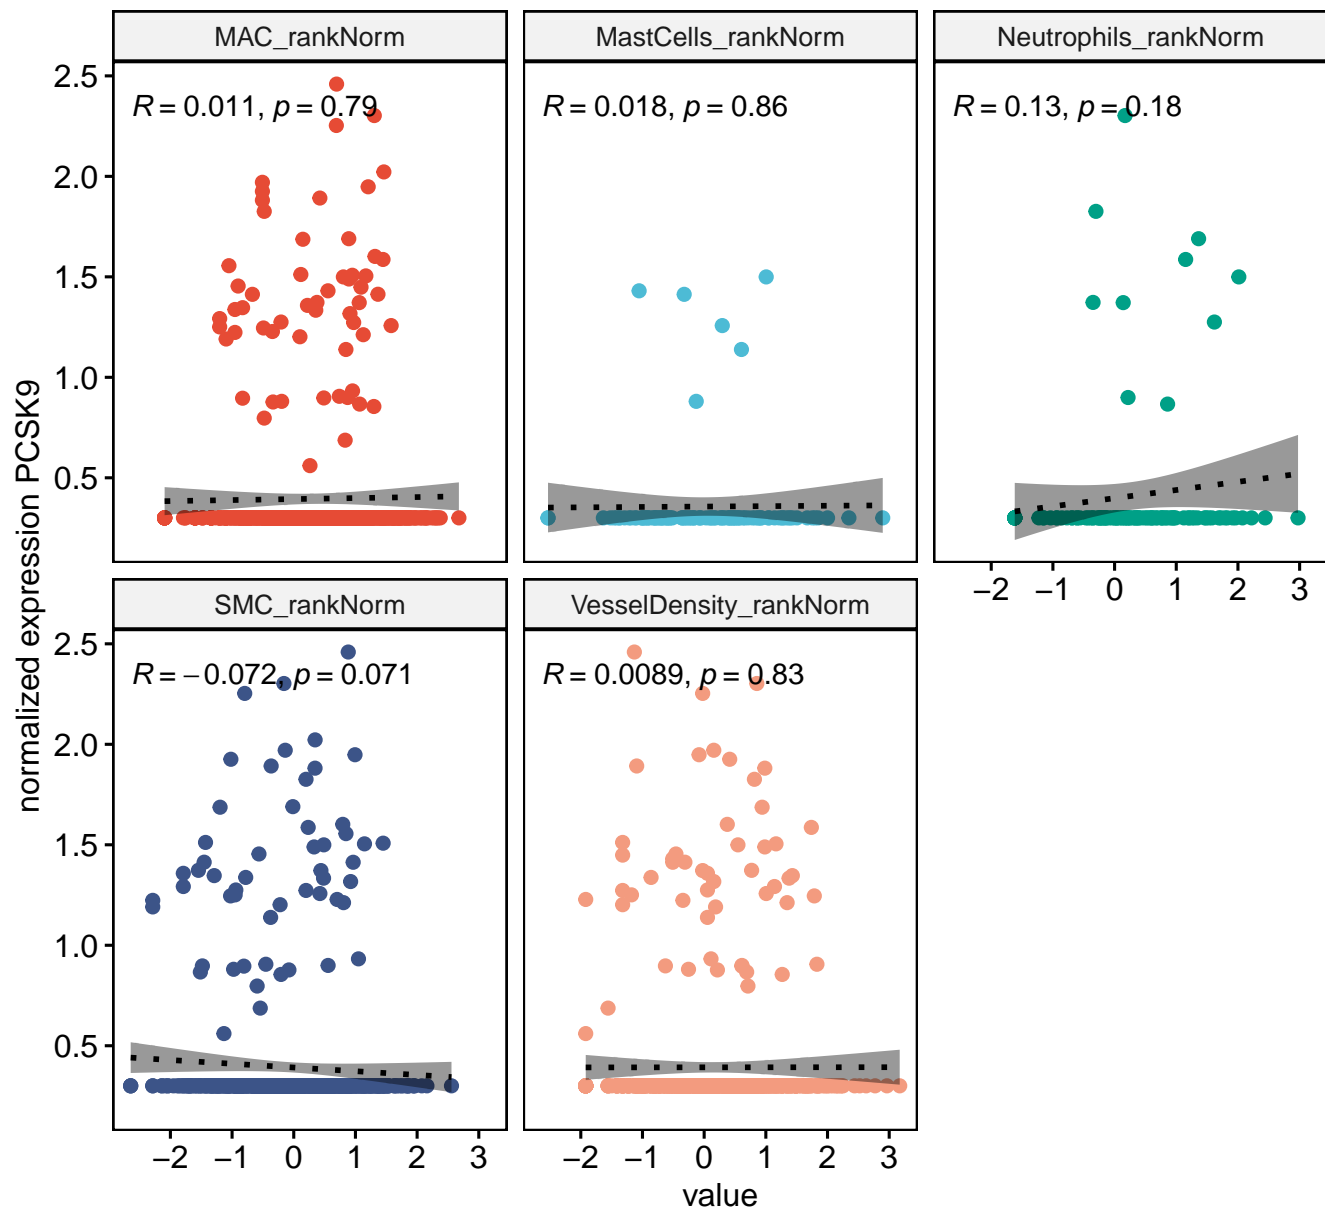 MAC_rankNorm
MastCells_rankNorm
Neutrophils_rankNorm
R = 0.011, p = 0.79
R = 0.018, p = 0.86
R = 0.13, p = 0.18
2.5
2.0
1.5
1.0
0.5
−2 −1 0 1 2 3
SMC_rankNorm
VesselDensity_rankNorm
R = −0.072, p = 0.071
R = 0.0089, p = 0.83
2.5
2.0
1.5
1.0
0.5
−2 −1 0 1 2 3
−2 −1 0 1 2 3
value
normalized expression PCSK9